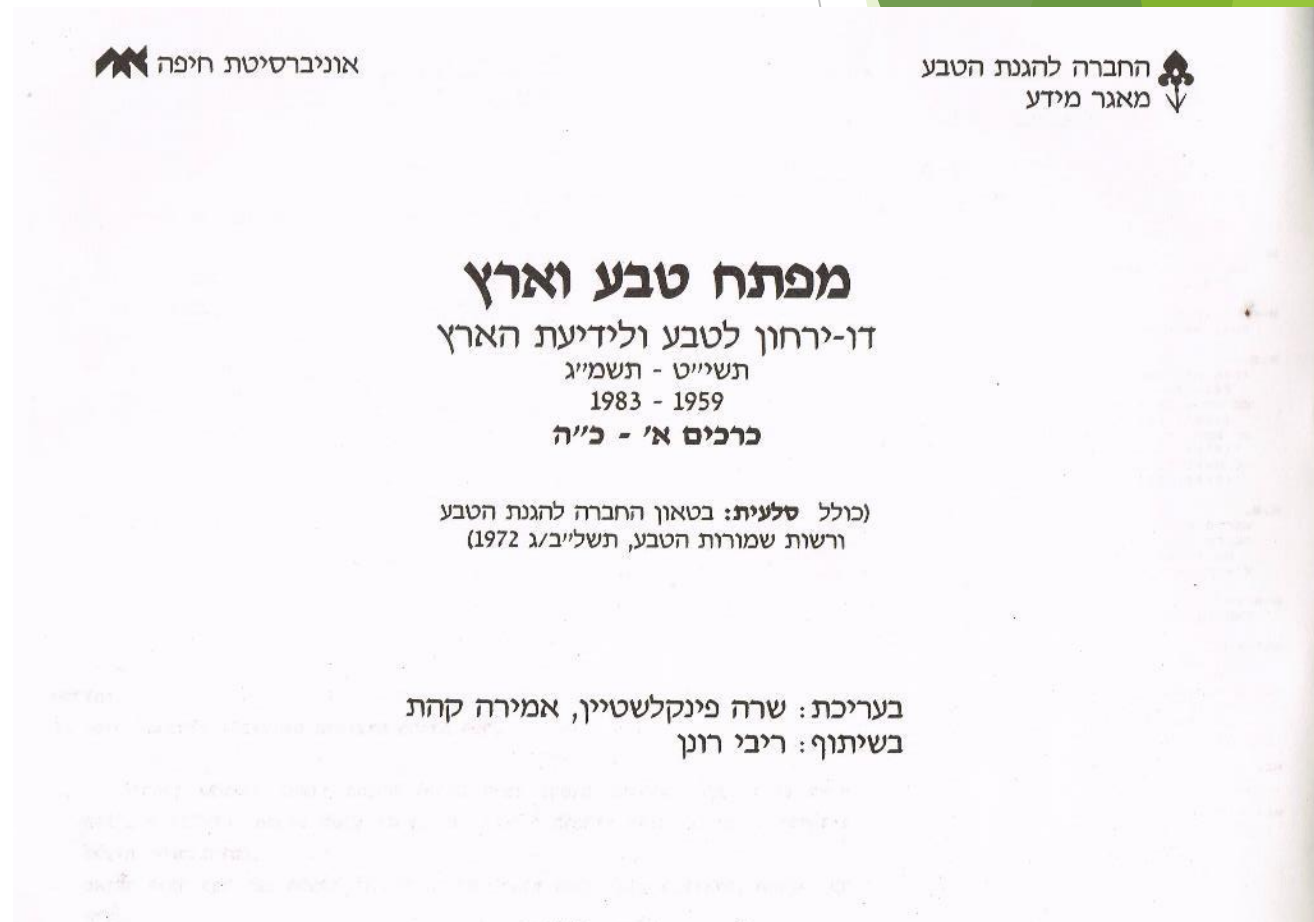 החברה להגנת הטבע
מאגר מידע
אוניברסיטת חיפה
מפתח טבע וארץ
דו-ירחון לטבע ולידיעת הארץ
תשי״ט - תשמ״ג
1959 - 1983
כרכים א׳ - כ״ה
(כולל סלעית: בטאון החברה להגנת הטבע
ורשות שמורות הטבע, תשל״ב/ג 1972)
בעריכת: שרה פינקלשטיין, אמירה קהת
בשיתוף: ריבי רונן